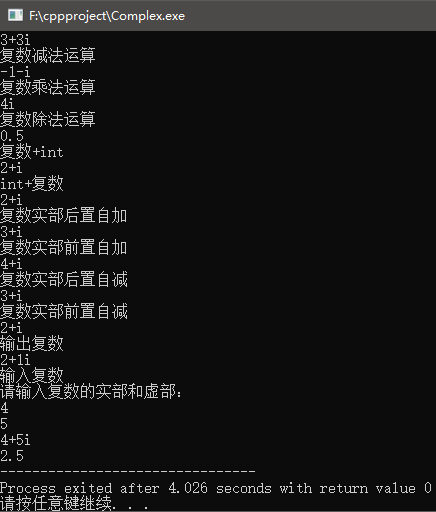 F:\cppproject\Complex.exe
3+3i
复数减法运算
-1-i
复数乘法运算
4i
复数除法运算
0.5
复数+int
2+i
int+复数
2+i
复数实部后置自加
3+i
复数实部前置自加
4+i
复数实部后置自减
3+i
复数实部前置自减
2+i
输出复数
2+1i
输入复数
请输入复数的实部和虚部:
4
5
4+5i
2.5
--------------------------------
Process exited after 4.026 seconds with return value 0
请按任意键继续. . .